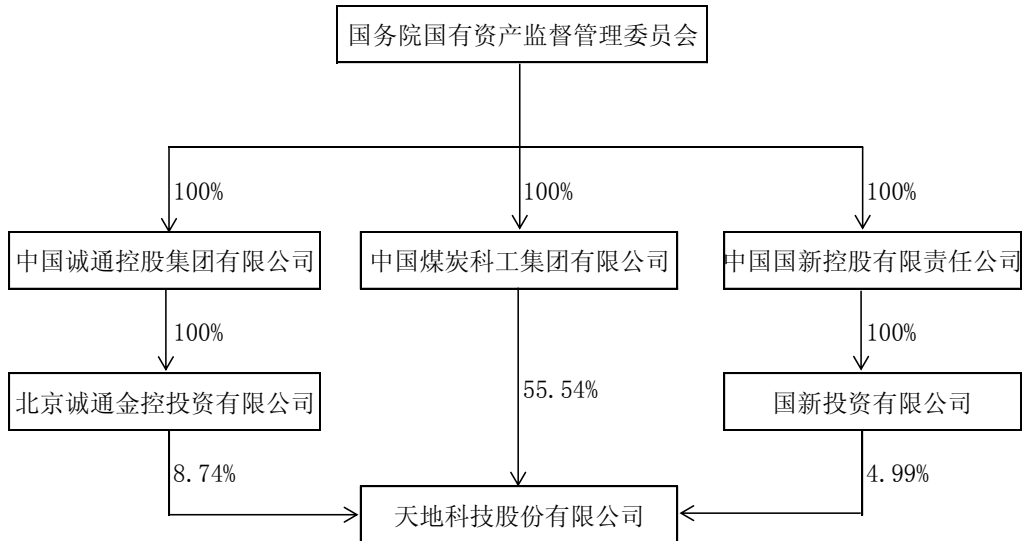 国务院国有资产监督管理委员会
100%
100%
100%
中国诚通控股集团有限公司
中国煤炭科工集团有限公司
中国国新控股有限责任公司
100%
100%
北京诚通金控投资有限公司
55.54%
国新投资有限公司
8.74%
4.99%
天地科技股份有限公司